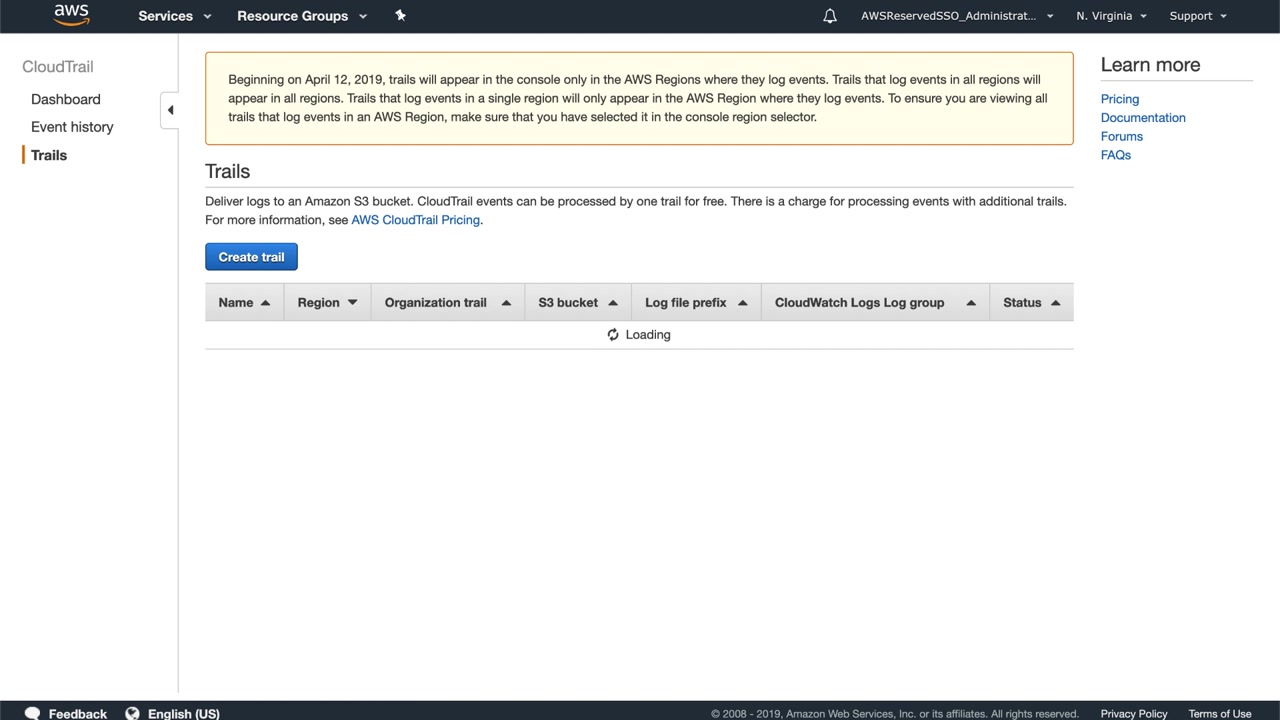 aws Services Resource Groups AWSReservedSSO_Administrat... N. Virginia Support
CloudTrail
Dashboard
Event history
Trails
Beginning on April 12, 2019, trails will appear in the console only in the AWS Regions where they log events. Trails that log events in all regions will
appear in all regions. Trails that log events in a single region will only appear in the AWS Region where they log events. To ensure you are viewing all
trails that log events in an AWS Region, make sure that you have selected it in the console region selector.
Trails
Deliver logs to an Amazon S3 bucket. CloudTrail events can be processed by one trail for free. There is a charge for processing events with additional trails.
For more information, see AWS CloudTrail Pricing.
Create trail
Name Region Organization trail S3 bucket Log file prefix CloudWatch Logs Log group Status
Loading
Learn more
Pricing
Documentation
Forums
FAQs
Feedback English (US) © 2008 - 2019, Amazon Web Services, Inc. or its affiliates. All rights reserved. Privacy Policy Terms of Use